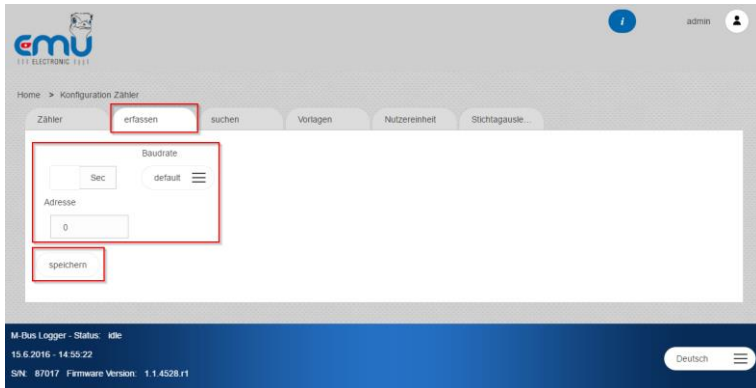 emu
ELECTRONIC
i
admin
Home > Konfiguration Zähler
Zähler erfassen suchen Vorlagen Nutzereinheit Stichtagausle...
Baudrate
Sec default
Adresse
0
speichern
M-Bus Logger - Status: idle
15.6.2016 - 14:55:22
S/N: 87017 Firmware Version: 1.1.4528.r1
Deutsch